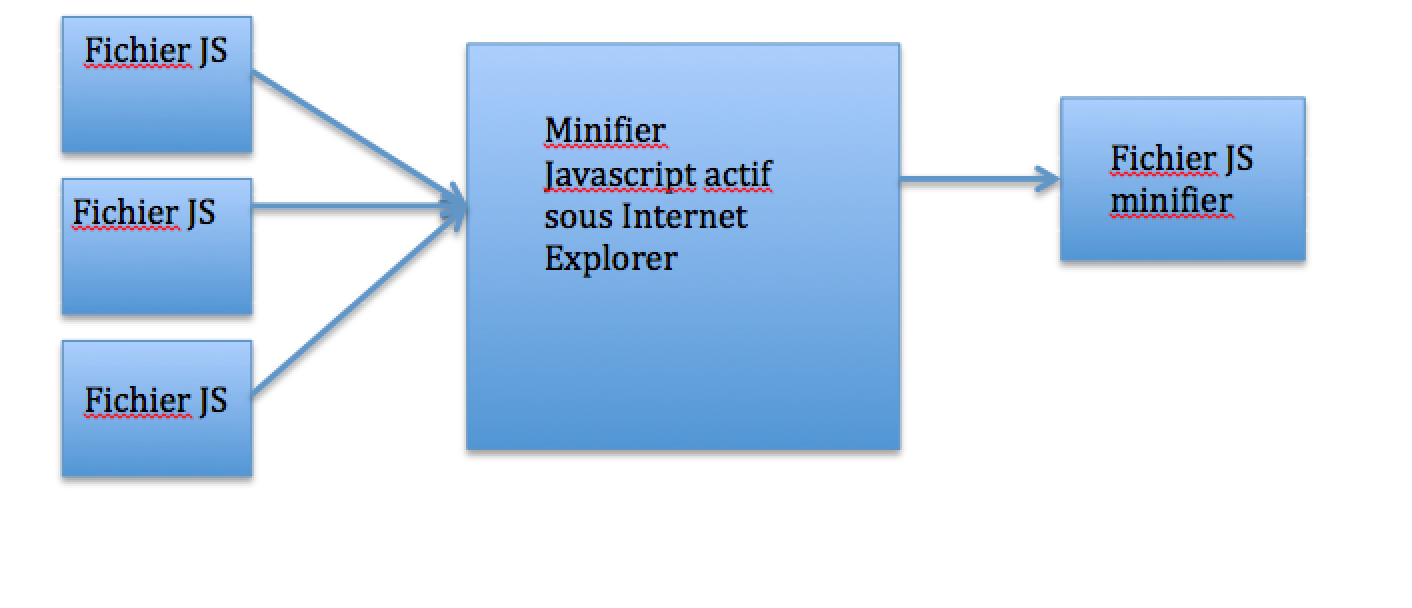 Fichier JS
Fichier JS
Fichier JS
Minifier
Javascript actif
sous Internet
Explorer
Fichier JS
minifier